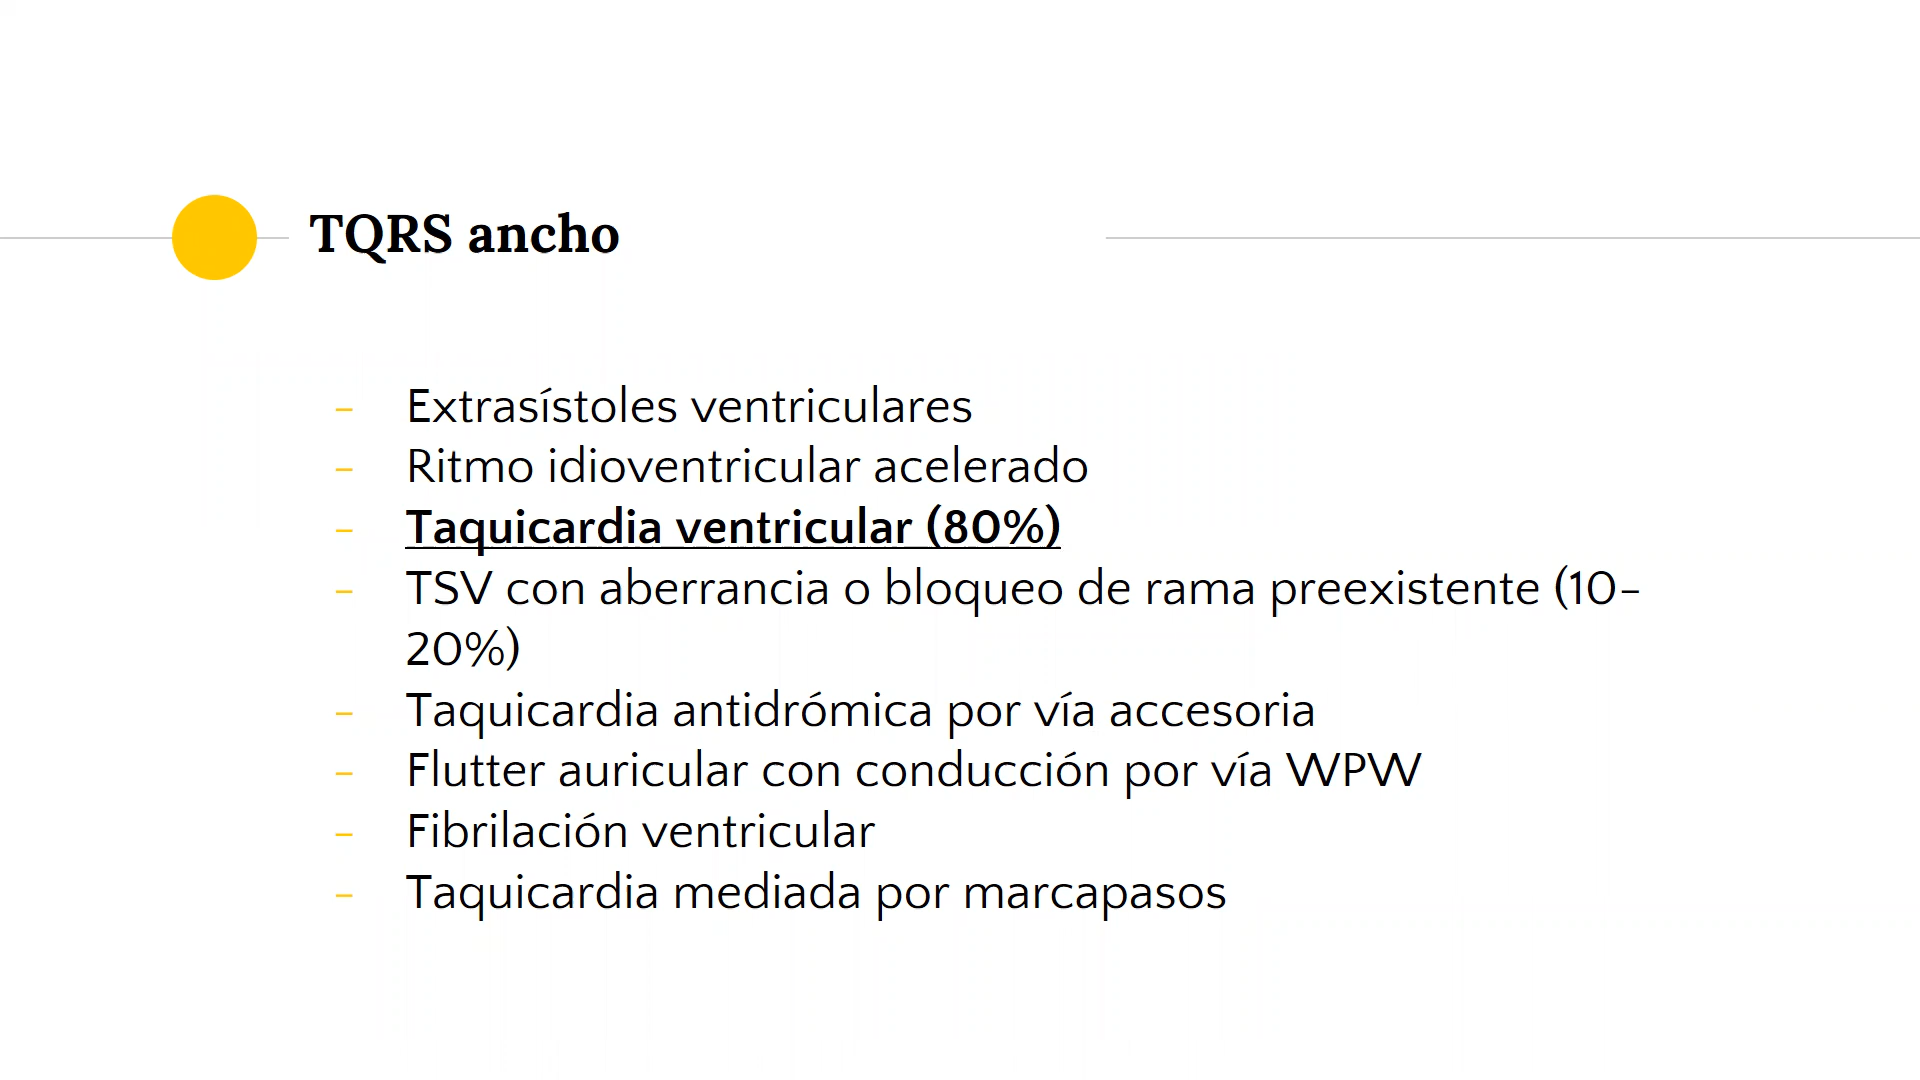 TQRS ancho
- Extrasístoles ventriculares
- Ritmo idioventricular acelerado
- Taquicardia ventricular (80%)
- TSV con aberrancia o bloqueo de rama preexistente (10-
20%)
- Taquicardia antidrómica por vía accesoria
- Flutter auricular con conducción por vía WPW
- Fibrilación ventricular
- Taquicardia mediada por marcapasos